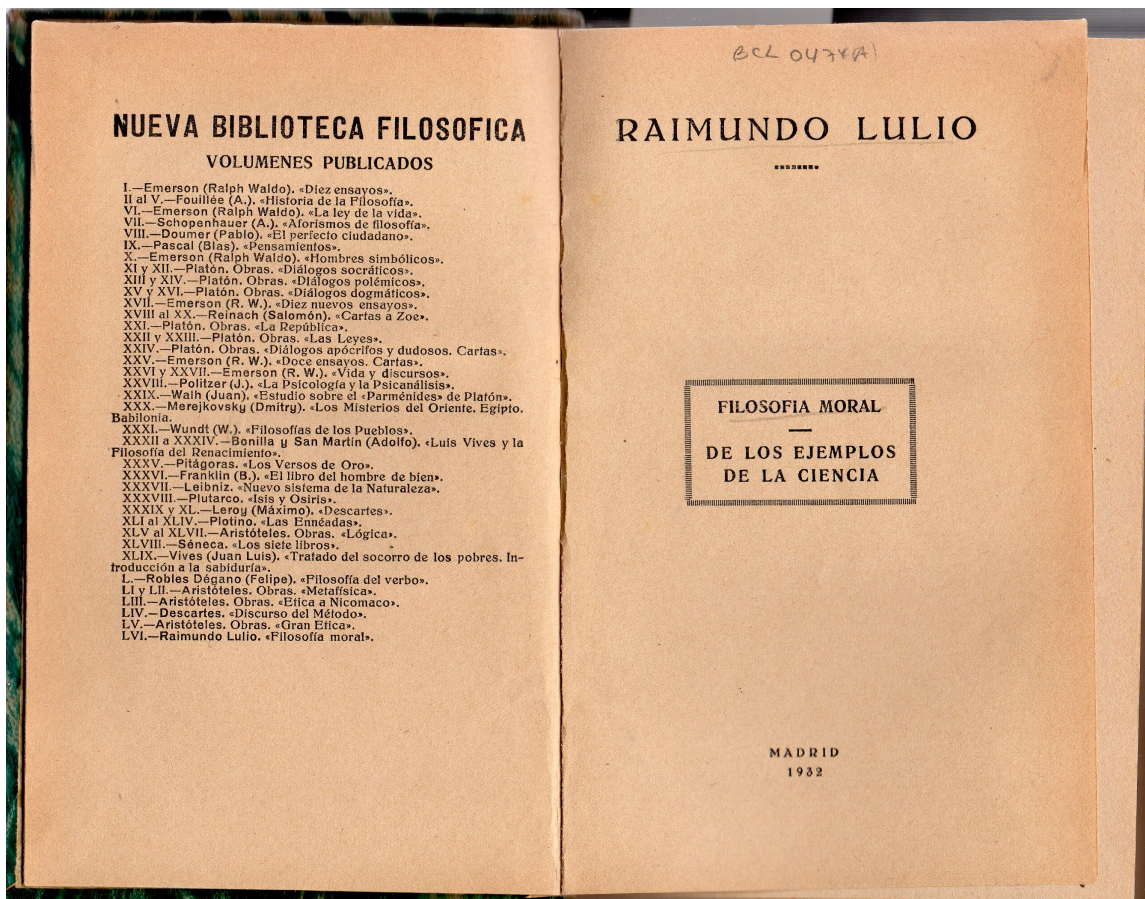 NUEVA BIBLIOTECA FILOSOFICA
VOLUMENES PUBLICADOS
I.—Emerson (Ralph Waldo). «Diez ensayos».
II al V.—Fouillée (A.). «Historia de la Filosofía».
VI.—Emerson (Ralph Waldo). «La ley de la vida».
VII.—Schopenhauer (A.). «Aforismos de filosofía».
VIII.—Doumer (Pablo). «El perfecto ciudadano».
IX.—Pascal (Blas). «Pensamientos».
X.—Emerson (Ralph Waldo). «Hombres simbólicos».
XI y XII.—Platón. Obras. «Diálogos socráticos».
XIII y XIV.—Platón. Obras. «Diálogos polémicos».
XV y XVI.—Platón. Obras. «Diálogos dogmáticos».
XVII.—Emerson (R. W.). «Diez nuevos ensayos».
XVIII al XX.—Reinach (Salomón). «Cartas a Zoe».
XXI.—Platón. Obras. «La República».
XXII y XXIII.—Platón. Obras. «Las Leyes».
XXIV.—Platón. Obras. «Diálogos apócrifos y dudosos. Cartas».
XXV.—Emerson (R. W.). «Doce ensayos. Cartas».
XXVI y XXVII.—Emerson (R. W.). «Vida y discursos».
XXVIII.—Politzer (J.). «La Psicología y la Psicanálisis».
XXIX.—Walh (Juan). «Estudio sobre el «Parménides» de Platón».
XXX.—Merejkovsky (Dmitry). «Los Misterios del Oriente. Egipto.
Babilonia.
XXXI.—Wundt (W.). «Filosofías de los Pueblos».
XXXII a XXXIV.—Bonilla y San Martín (Adolfo). «Luis Vives y la
Filosofía del Renacimiento».
XXXV.—Pitágoras. «Los Versos de Oro».
XXXVI.—Franklin (B.). «El libro del hombre de bien».
XXXVII.—Leibniz. «Nuevo sistema de la Naturaleza».
XXXVIII.—Plutarco. «Isis y Osiris».
XXXIX y XL.—Leroy (Máximo). «Descartes».
XLI al XLIV.—Plotino. «Las Ennéadas».
XLV al XLVII.—Aristóteles. Obras. «Lógica».
XLVIII.—Séneca. «Los siete libros».
XLIX.—Vives (Juan Luis). «Tratado del socorro de los pobres. In-
troducción a la sabiduría».
L.—Robles Dégano (Felipe). «Filosofía del verbo».
LI y LII.—Aristóteles. Obras. «Metafísica».
LIII.—Aristóteles. Obras. «Etica a Nicomaco».
LIV.—Descartes. «Discurso del Método».
LV.—Aristóteles. Obras. «Gran Etica».
LVI.—Raimundo Lulio. «Filosofía moral».
BCL
RAIMUNDO LULIO
FILOSOFIA MORAL
DE LOS EJEMPLOS
DE LA CIENCIA
MADRID
1932